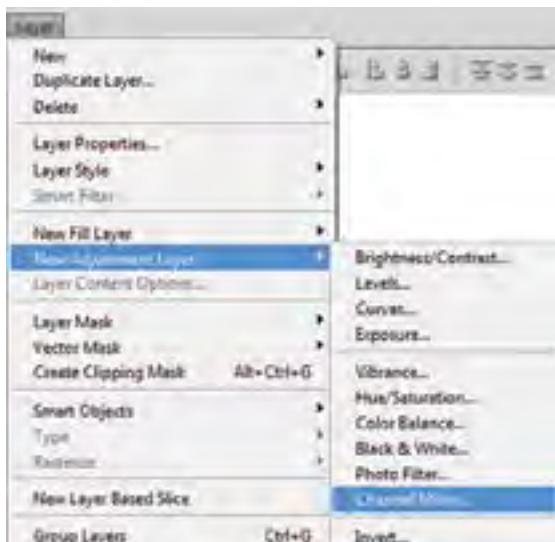 Layer
New
Duplicate Layer...
Delete
Layer Properties...
Layer Style
Smart Filter
New Fill Layer
New Adjustment Layer
Layer Content Options...
Layer Mask
Vector Mask
Create Clipping Mask Alt+Ctrl+G
Smart Objects
Type
Rasterize
New Layer Based Slice
Group Layers Ctrl+G
Brightness/Contrast...
Levels...
Curves...
Exposure...
Vibrance...
Hue/Saturation...
Color Balance...
Black & White...
Photo Filter...
Channel Mixer...
Invert...